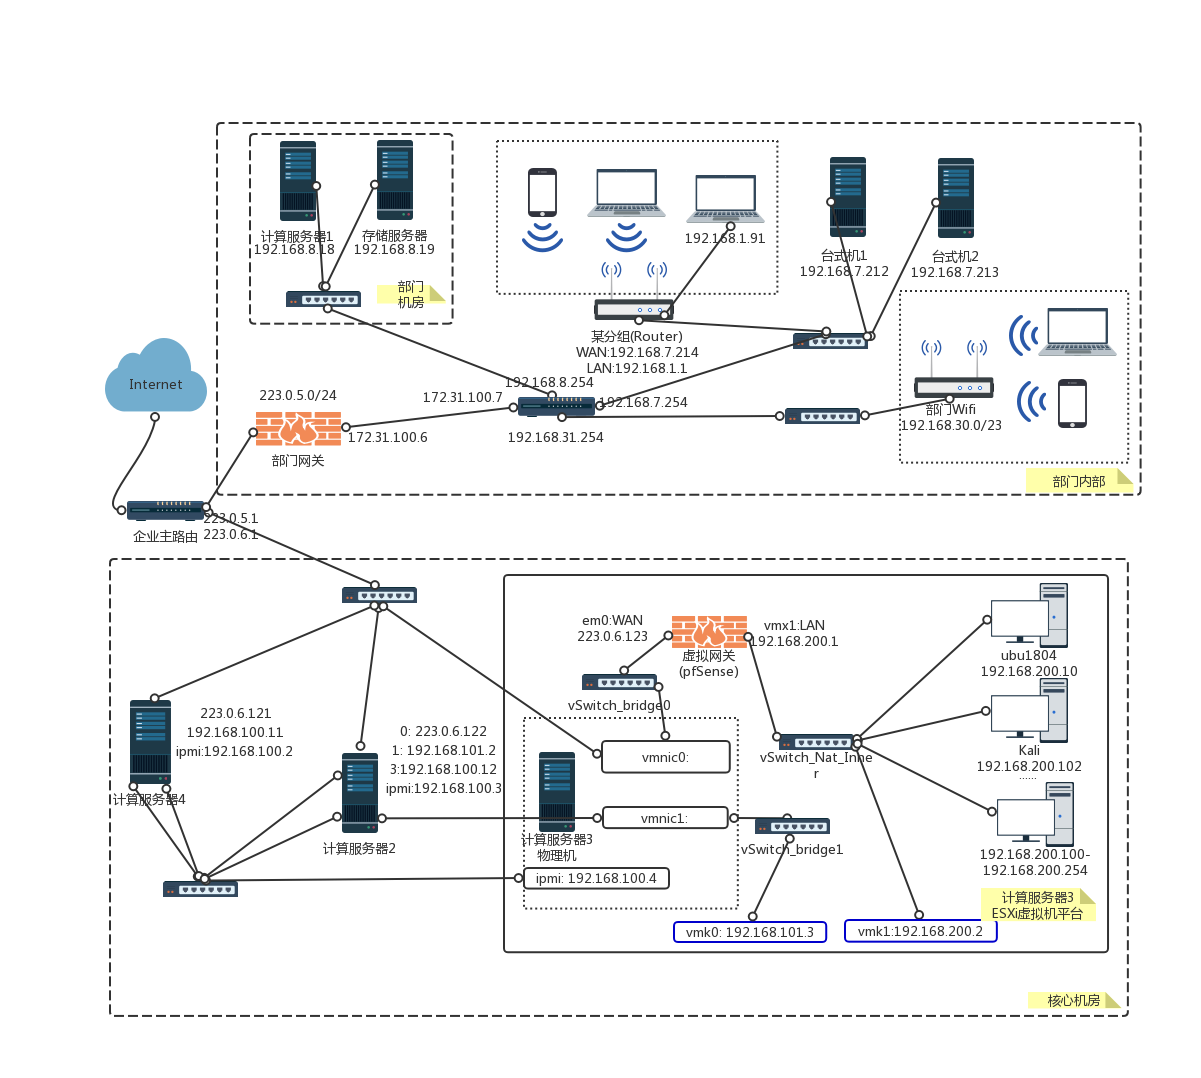 计算服务器1
192.168.8.18
存储服务器
192.168.8.19
部门
机房
192.168.1.91
某分组(Router)
WAN:192.168.7.214
LAN:192.168.1.1
台式机1
192.168.7.212
台式机2
192.168.7.213
部门Wifi
192.168.30.0/23
部门内部
Internet
223.0.5.0/24
部门网关
172.31.100.6
172.31.100.7
192.168.8.254
192.168.7.254
192.168.31.254
企业主路由
223.0.5.1
223.0.6.1
em0:WAN
223.0.6.123
虚拟网关
(pfSense)
vmx1:LAN
192.168.200.1
vSwitch_bridge0
ubu1804
192.168.200.10
Kali
192.168.200.102
......
192.168.200.100-
192.168.200.254
vSwitch_Nat_Inne
r
223.0.6.121
192.168.100.11
ipmi:192.168.100.2
计算服务器4
0: 223.0.6.122
1: 192.168.101.2
3:192.168.100.12
ipmi:192.168.100.3
计算服务器2
vmnic0:
vmnic1:
计算服务器3
物理机
ipmi: 192.168.100.4
vSwitch_bridge1
vmk0: 192.168.101.3
vmk1:192.168.200.2
计算服务器3
ESXi虚拟机平台
核心机房